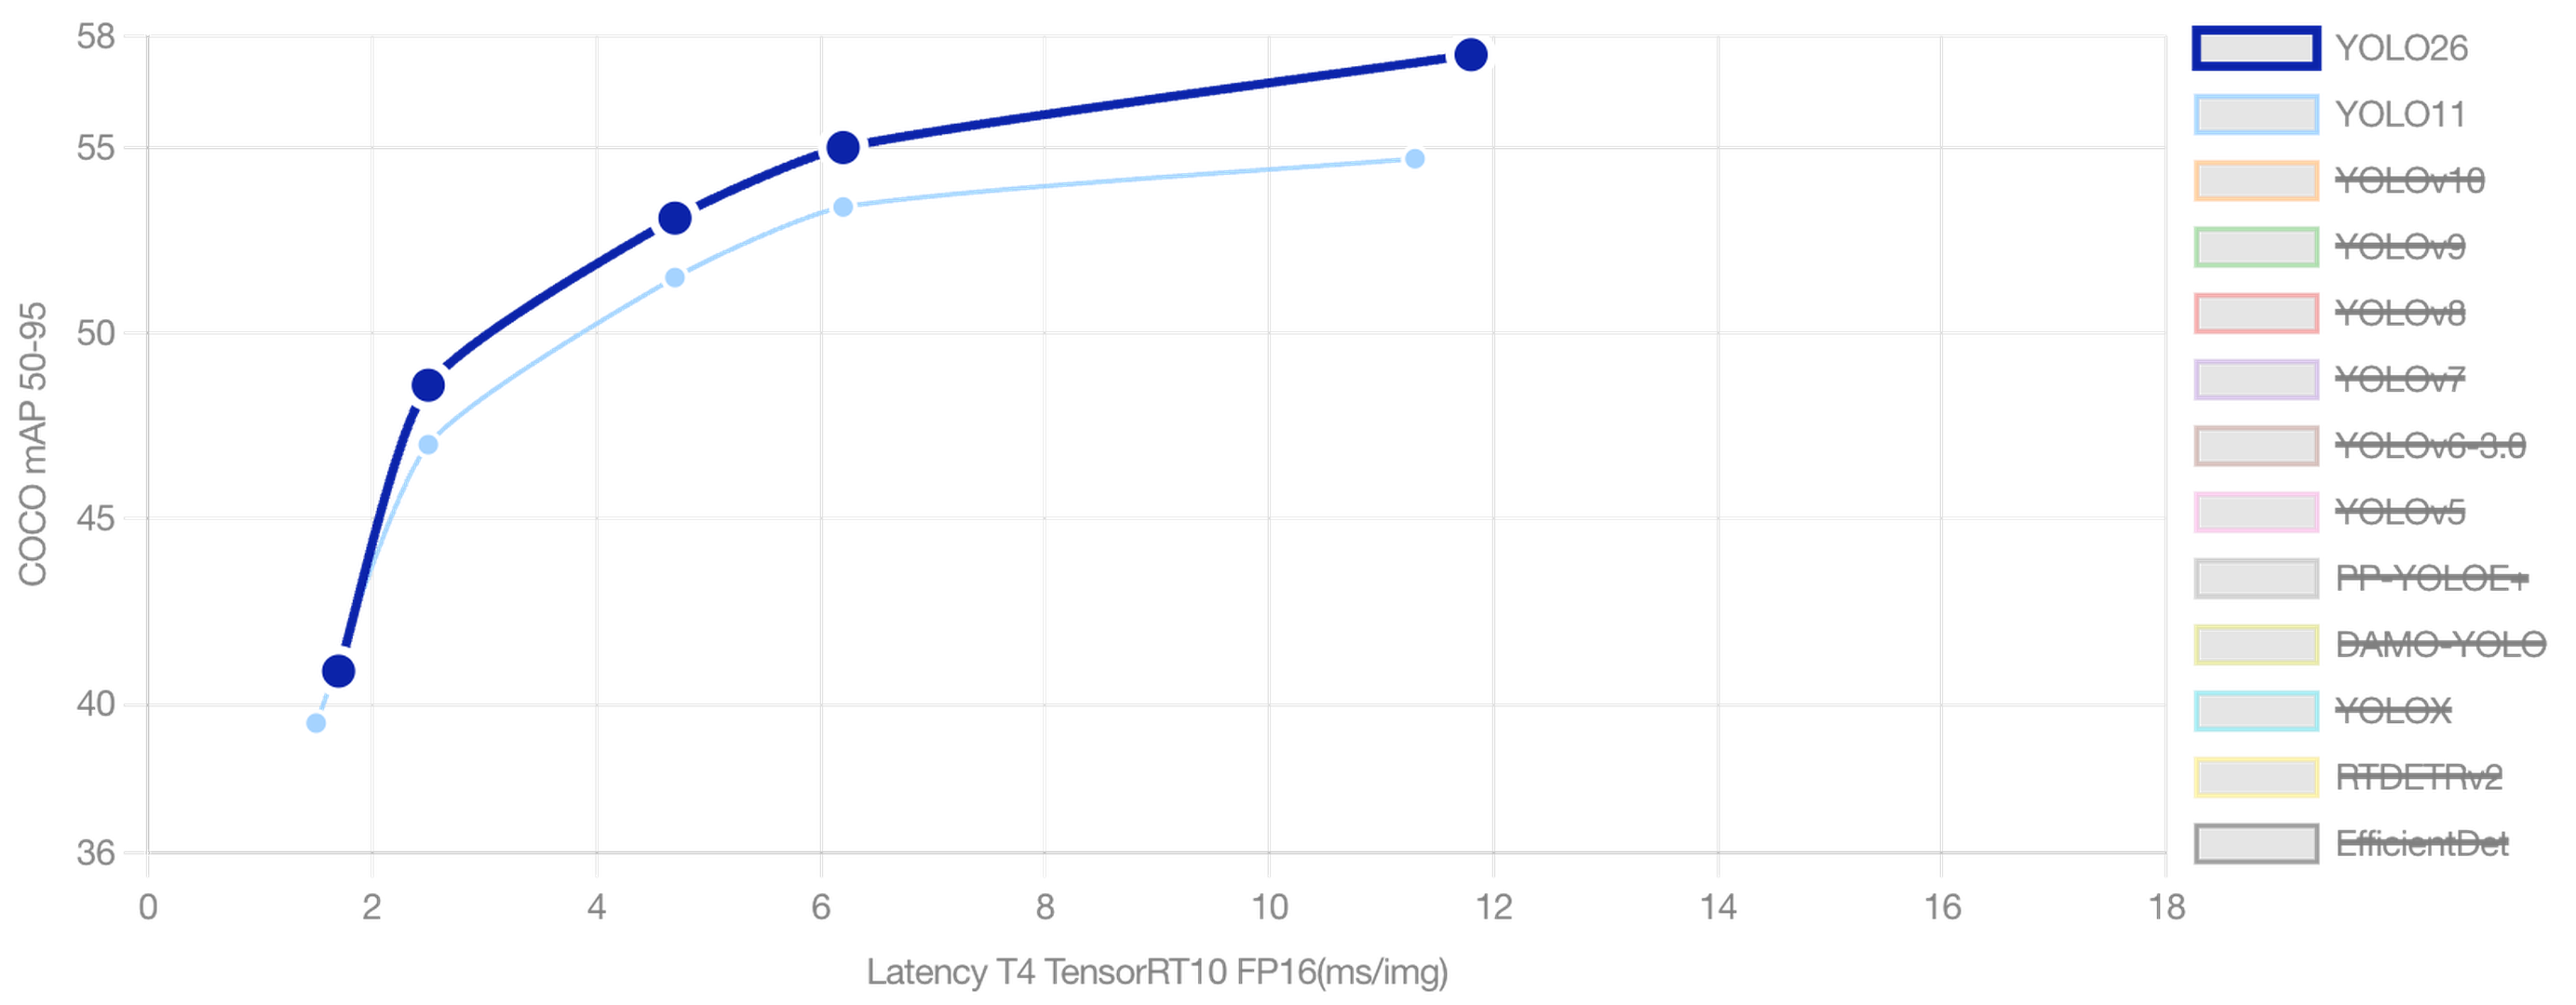 58
55
50
45
40
36
COCO mAP 50-95
0 2 4 6 8 10 12 14 16 18
Latency T4 TensorRT10 FP16(ms/img)
YOLO26
YOLO11
YOLOv10
YOLOv9
YOLOv8
YOLOv7
YOLOv6-3.0
YOLOv5
PP-YOLOE+
DAMO-YOLO
YOLOX
RTDETRv2
EfficientDet